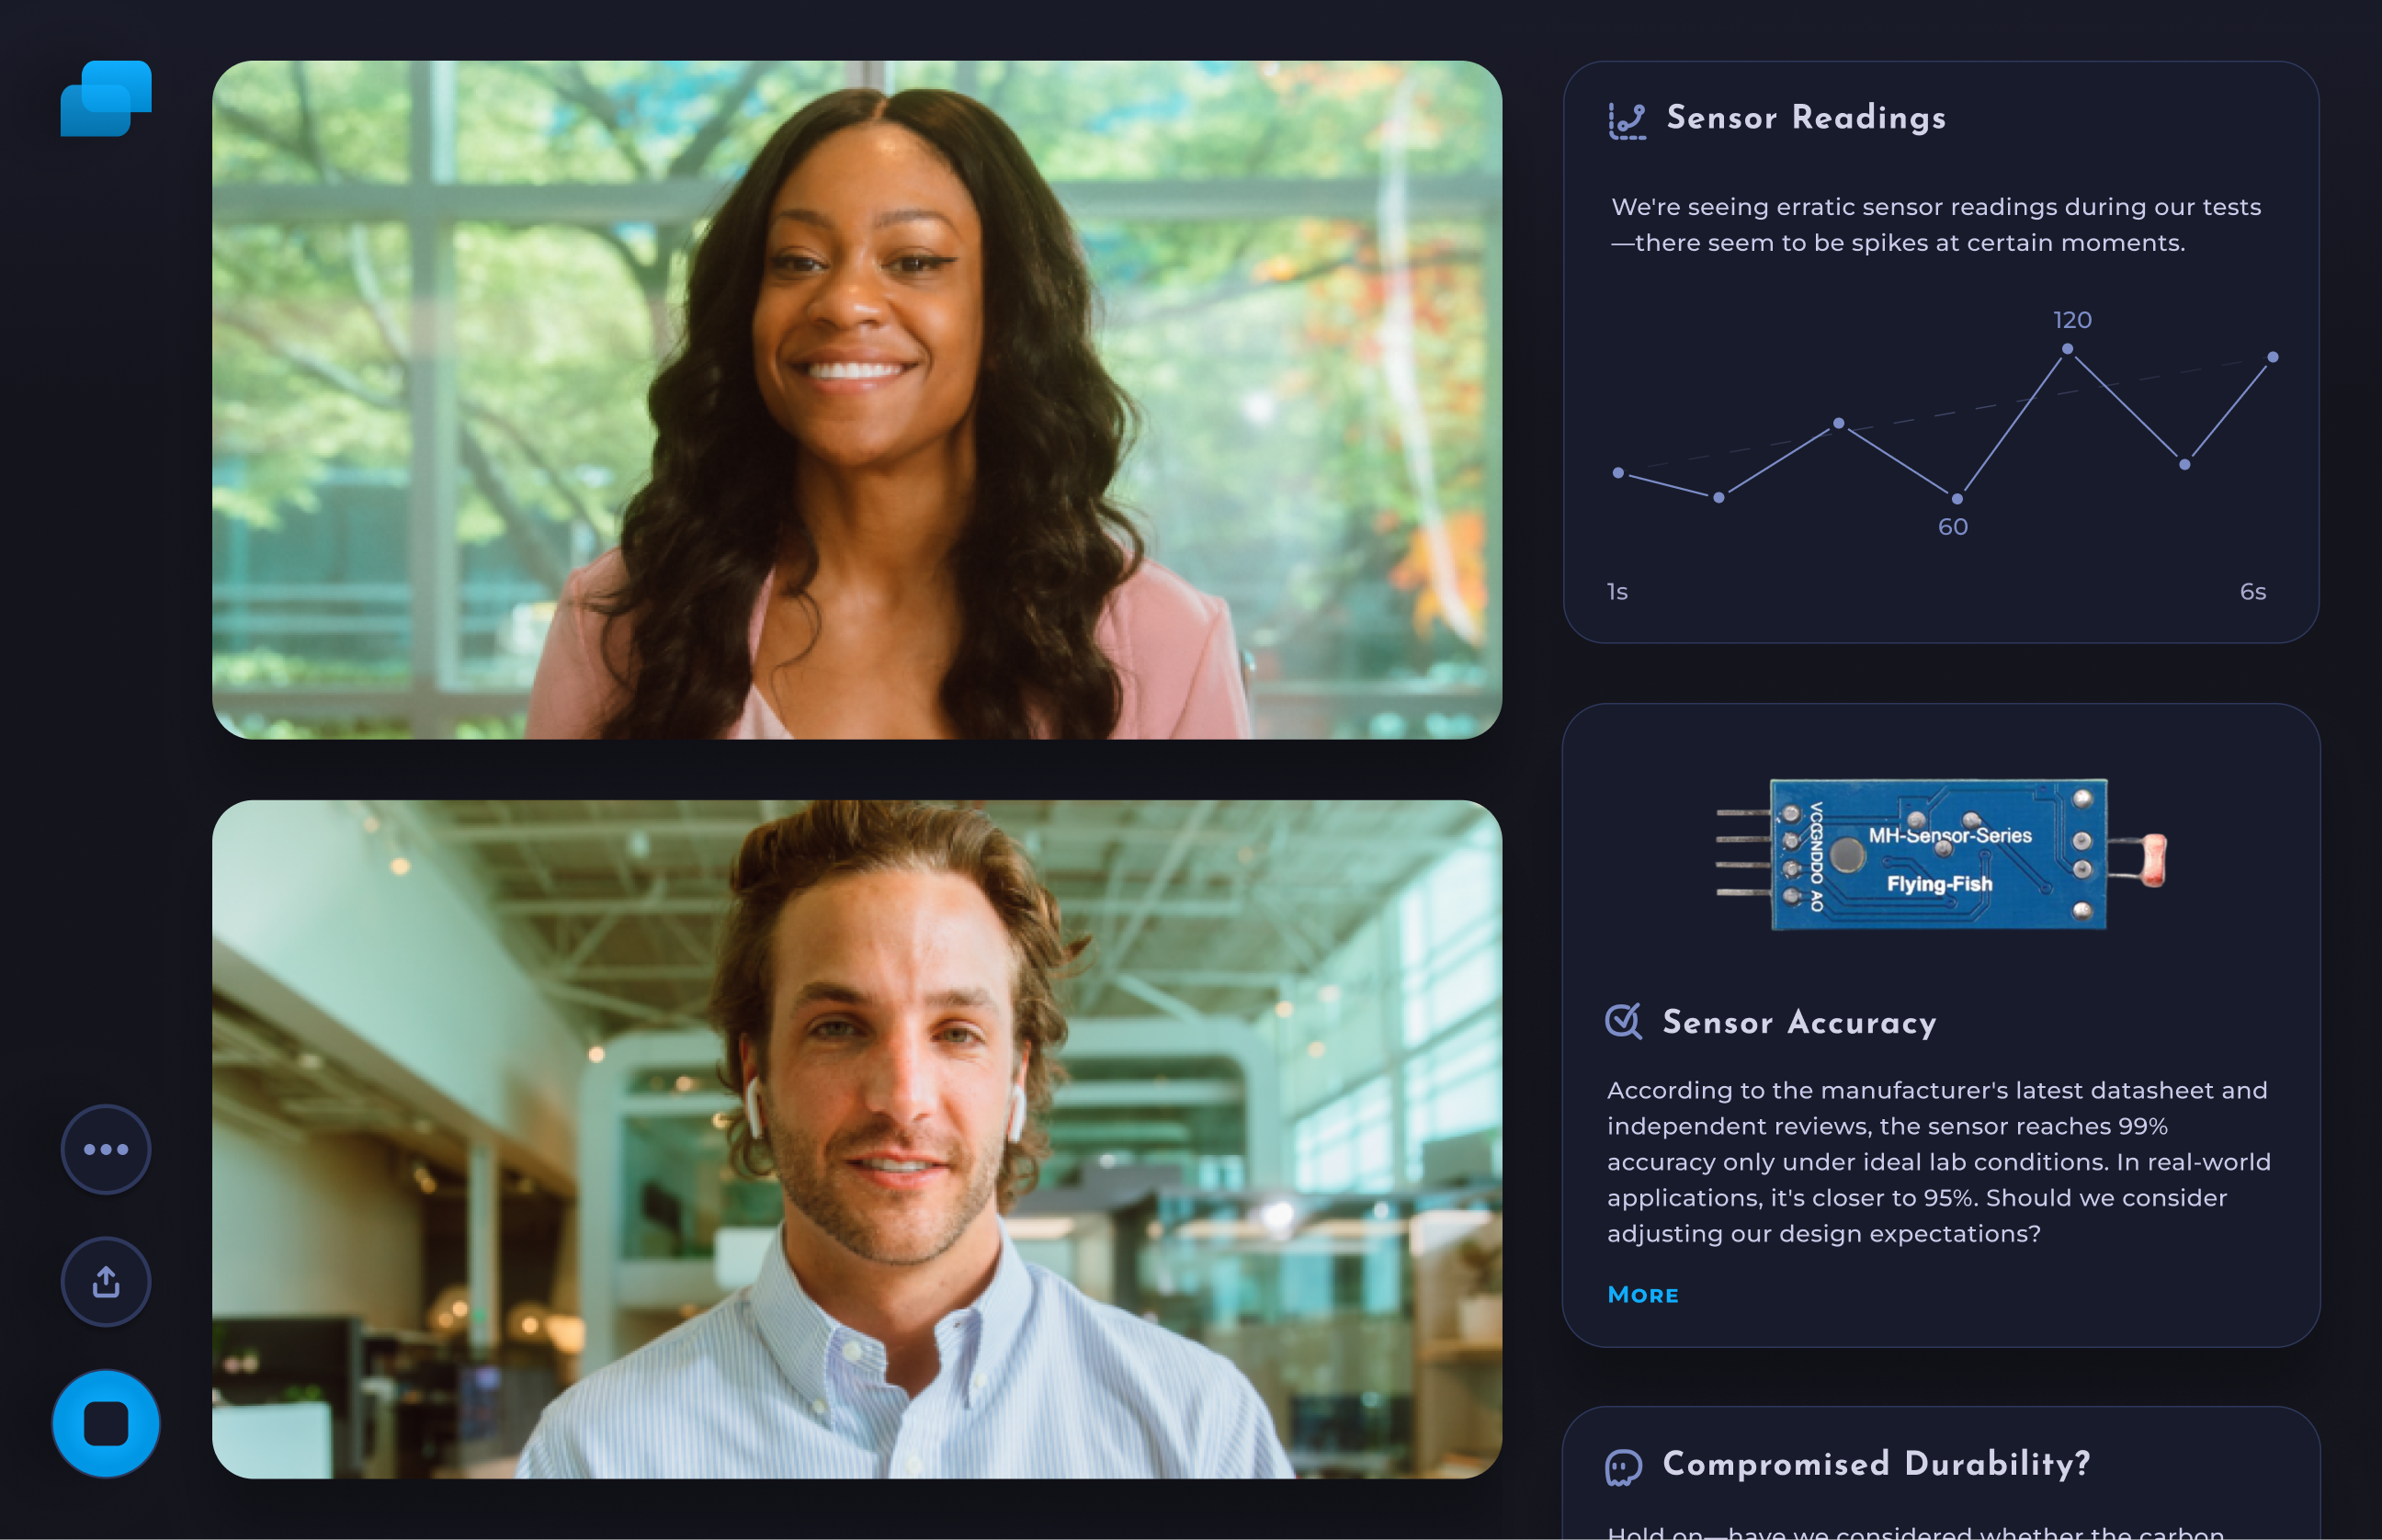 Sensor Readings
We're seeing erratic sensor readings during our tests
—there seem to be spikes at certain moments.
120
60
1s
6s
VCC
GND
DO
AO
MH-Sensor-Series
Flying-Fish
Sensor Accuracy
According to the manufacturer's latest datasheet and
independent reviews, the sensor reaches 99%
accuracy only under ideal lab conditions. In real-world
applications, it's closer to 95%. Should we consider
adjusting our design expectations?
MORE
Compromised Durability?
Hold on—have we considered whether the carbon